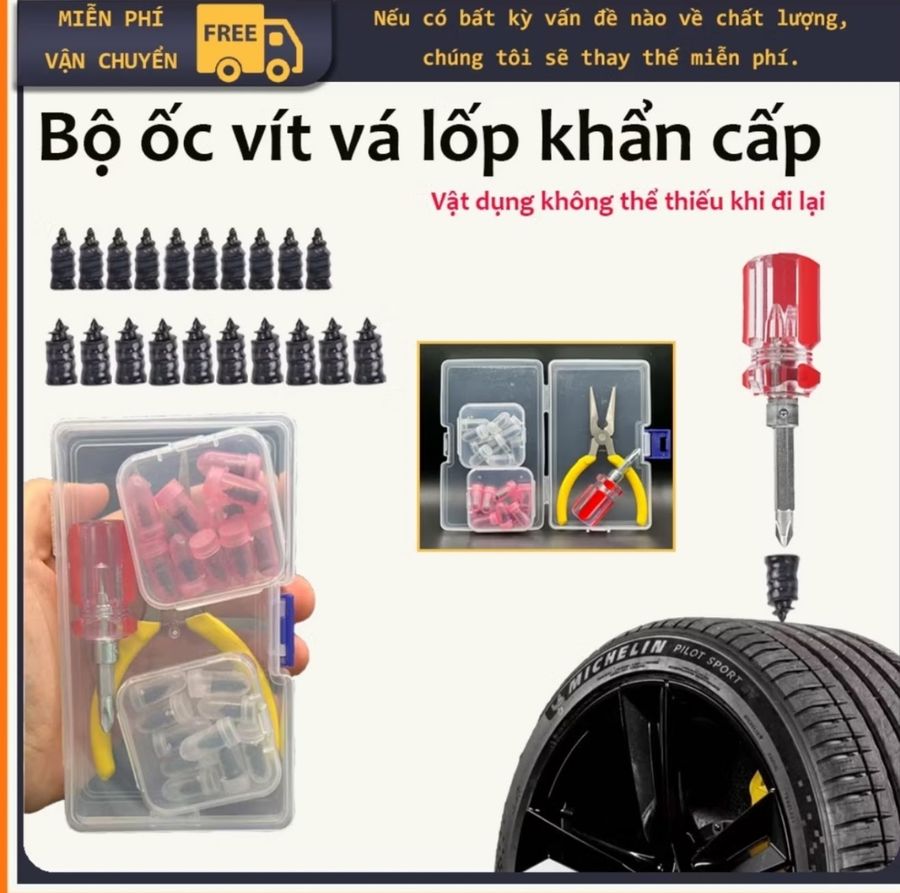 MIỄN PHÍ
VẬN CHUYỂN
FREE
Nếu có bất kỳ vấn đề nào về chất lượng,
chúng tôi sẽ thay thế miễn phí.
Bộ ốc vít vá lốp khẩn cấp
Vật dụng không thể thiếu khi đi lại
MICHELIN PILOT SPORT